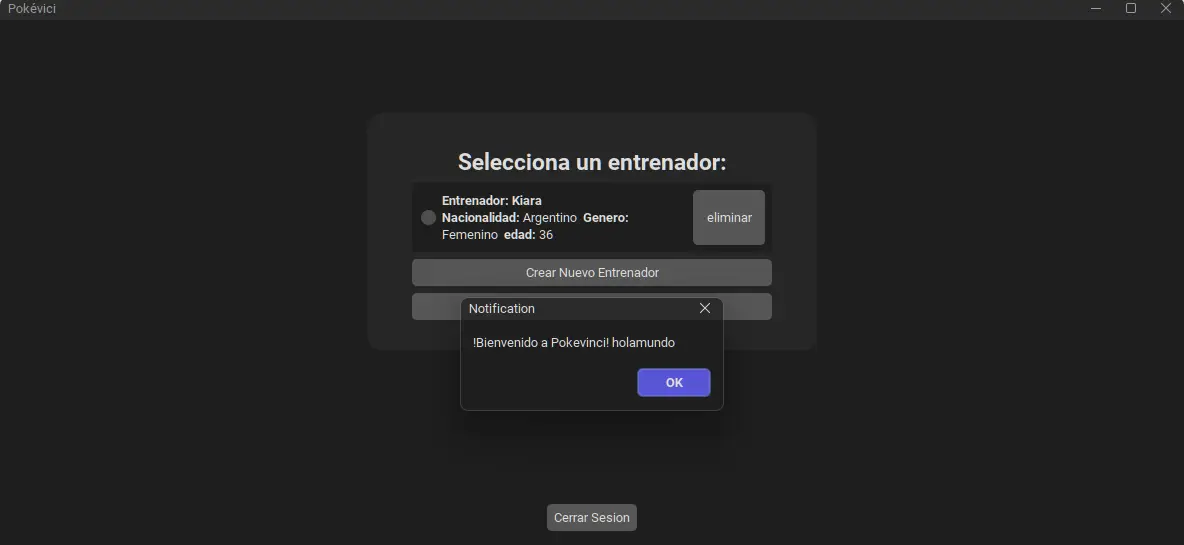 Pokévici
Selecciona un entrenador:
Entrenador: Kiara
Nacionalidad: Argentino Genero:
Femenino edad: 36
eliminar
Crear Nuevo Entrenador
Notification
!Bienvenido a Pokevinci! holamundo
OK
Cerrar Sesion